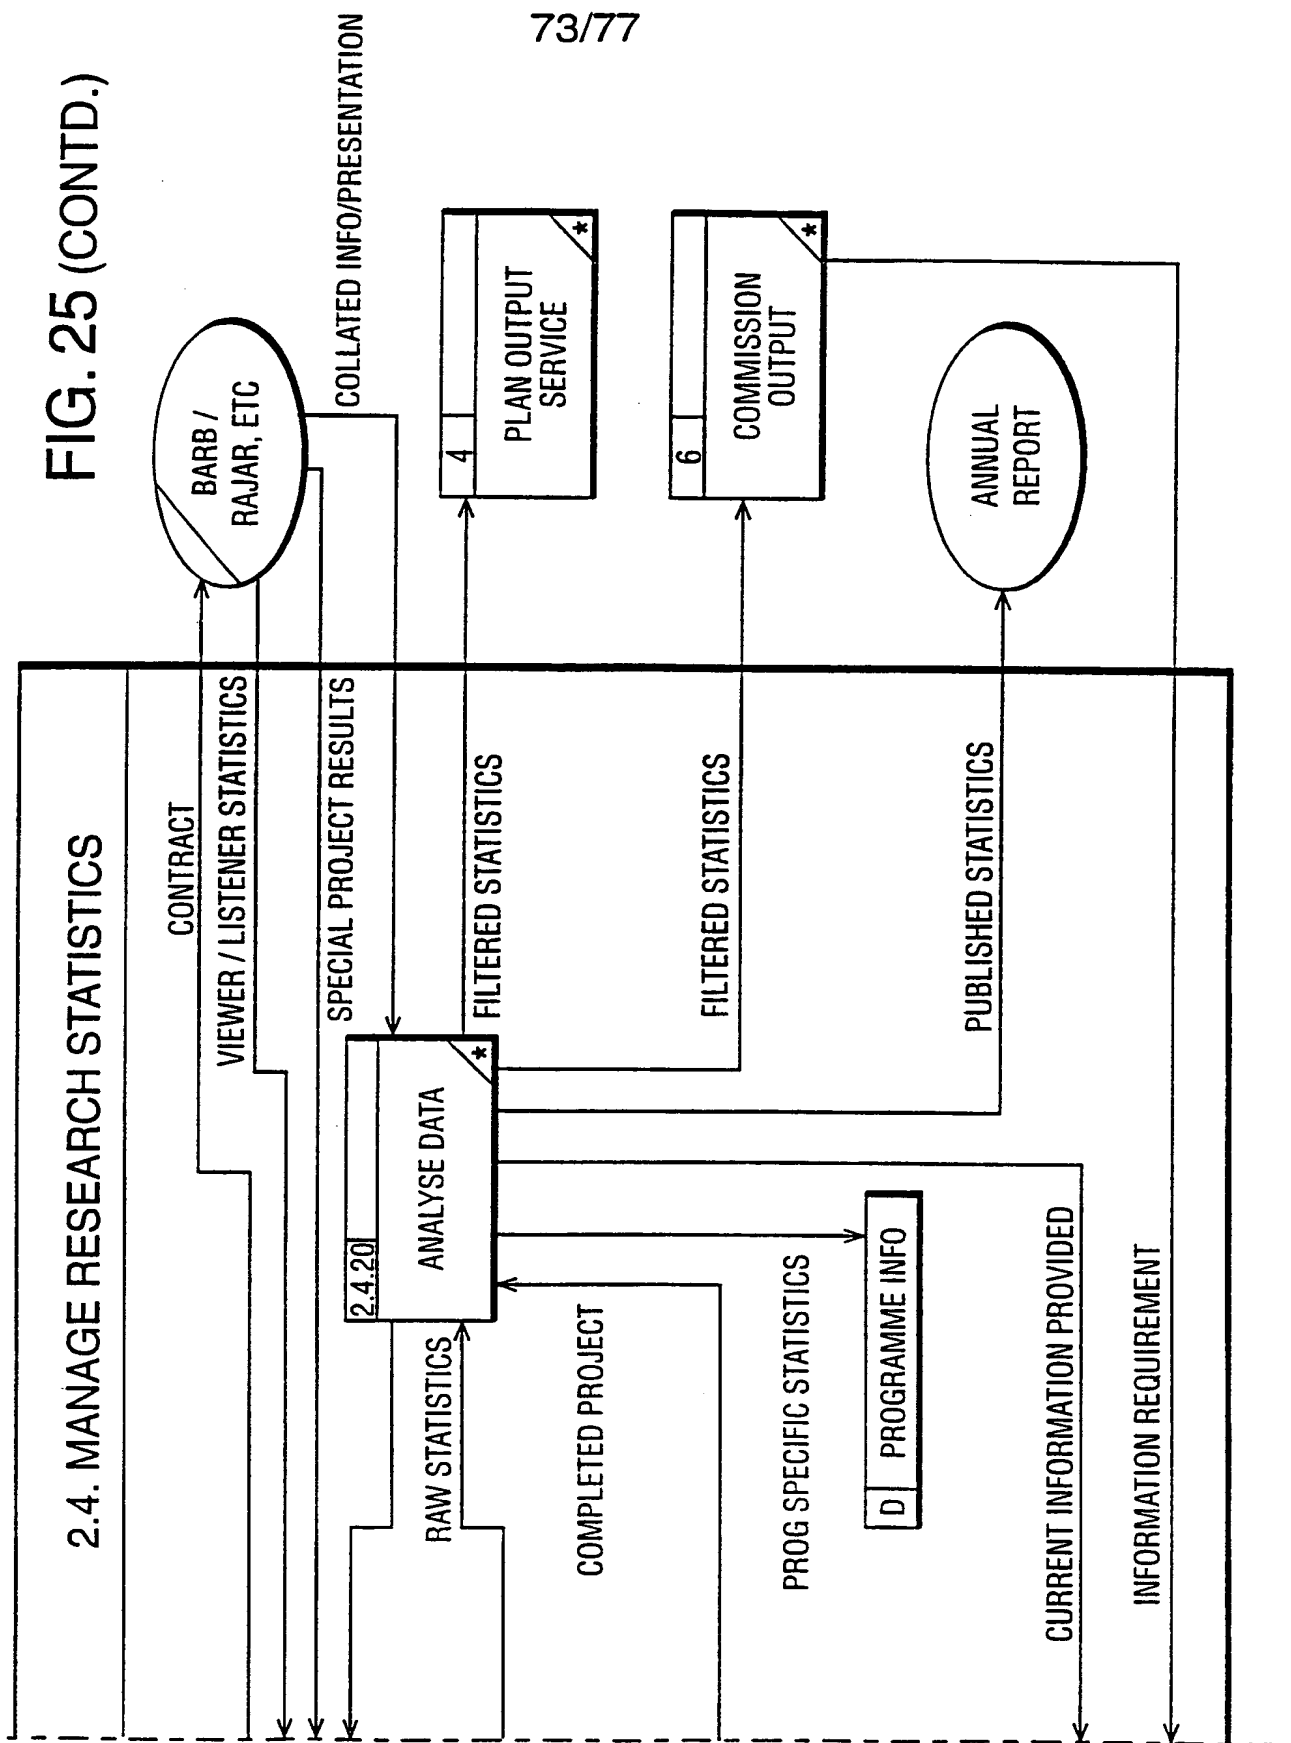 73/77
FIG. 25 (CONTD.)
2.4. MANAGE RESEARCH STATISTICS
CONTRACT
BARB /
RAJAR, ETC
VIEWER / LISTENER STATISTICS
SPECIAL PROJECT RESULTS
COLLATED INFO/PRESENTATION
2.4.20
ANALYSE DATA
*
RAW STATISTICS
FILTERED STATISTICS
4
PLAN OUTPUT
SERVICE
*
COMPLETED PROJECT
FILTERED STATISTICS
6
COMMISSION
OUTPUT
*
PROG SPECIFIC STATISTICS
D PROGRAMME INFO
PUBLISHED STATISTICS
ANNUAL
REPORT
CURRENT INFORMATION PROVIDED
INFORMATION REQUIREMENT